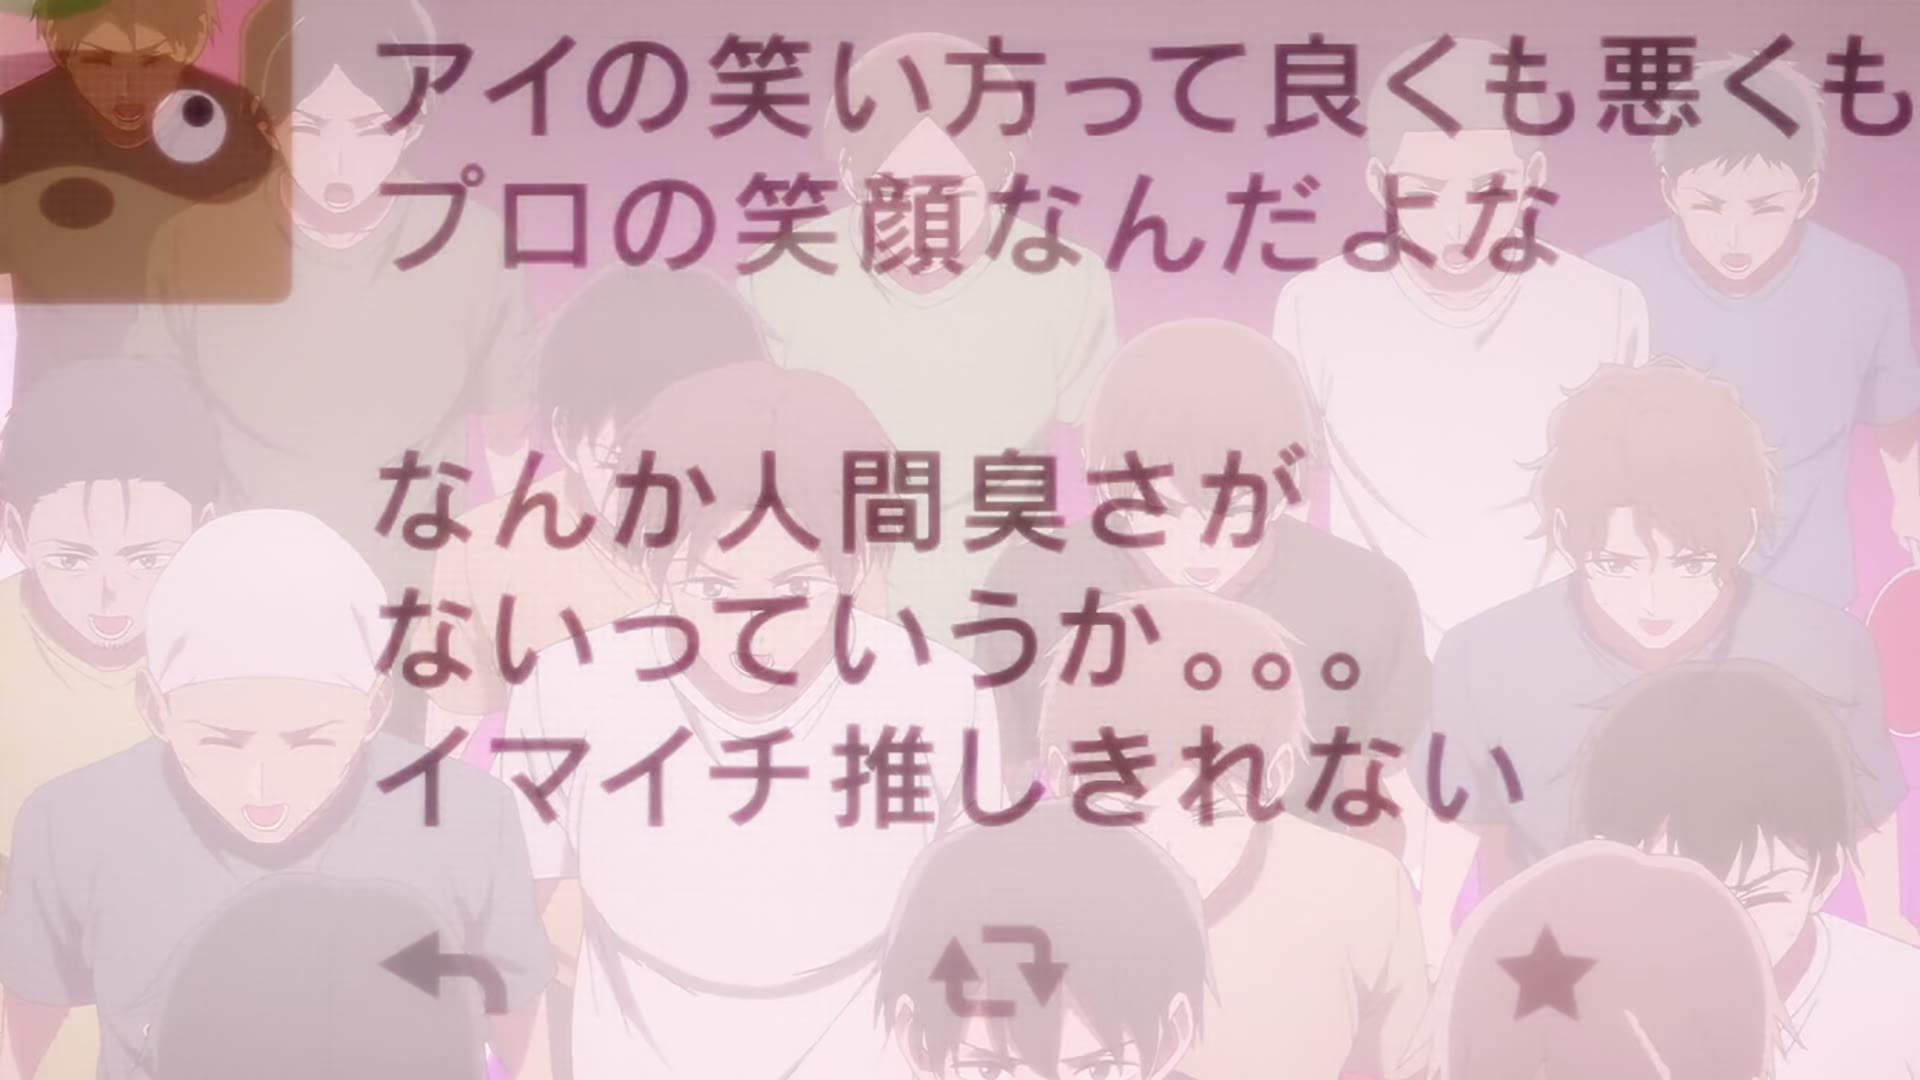 アイの笑い方って良くも悪くも
プロの笑顔なんだよな
なんか人間臭さが
ないっていうか。。。
イマイチ推しきれない